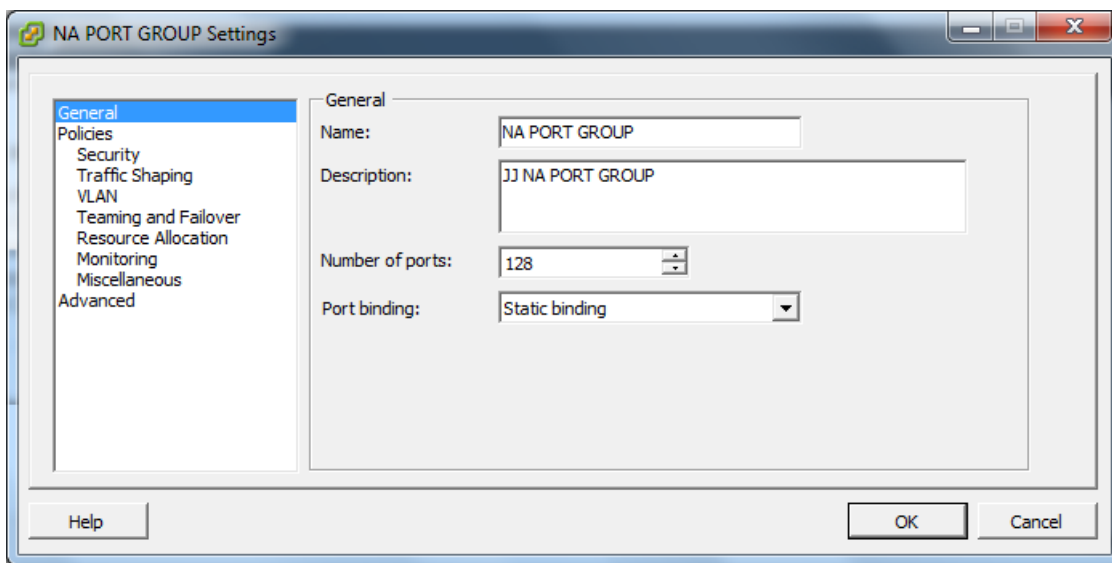 NA PORT GROUP Settings
General
Policies
Security
Traffic Shaping
VLAN
Teaming and Failover
Resource Allocation
Monitoring
Miscellaneous
Advanced
General
Name: NA PORT GROUP
Description: JJ NA PORT GROUP
Number of ports: 128
Port binding: Static binding
Help OK Cancel